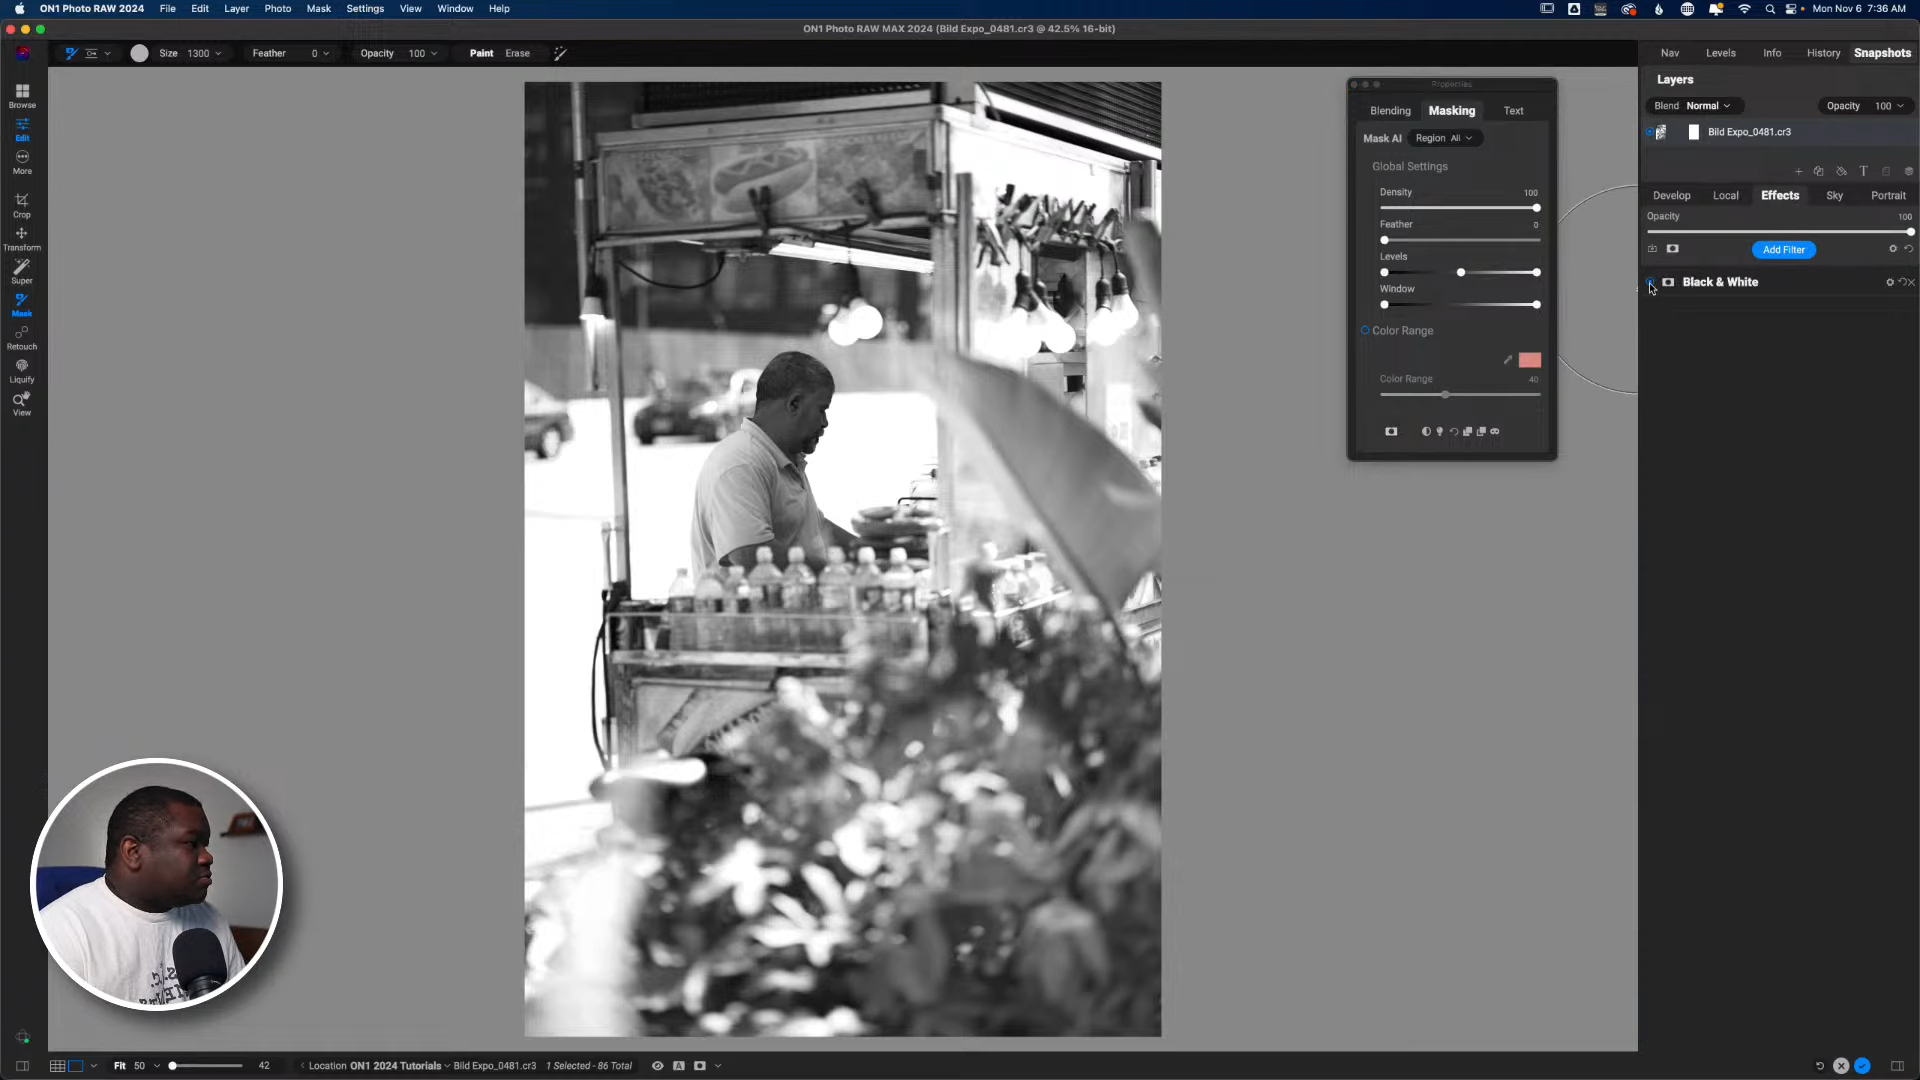 ON1 Photo RAW 2024 File Edit Layer Photo Mask Settings View Window Help Mon Nov 6 7:36 AM
ON1 Photo RAW MAX 2024 (Bild Expo_0481.cr3 @ 42.5% 16-bit)
Size 1300 Feather 0 Opacity 100 Paint Erase
Nav Levels Info History Snapshots
Layers
Blend Normal Opacity 100
Bild Expo_0481.cr3
Develop Local Effects Sky Portrait
Opacity 100
Add Filter
Black & White
Properties
Blending Masking Text
Mask AI Region All
Global Settings
Density 100
Feather 0
Levels
Window
Color Range
Color Range 40
Browse
Edit
More
Crop
Transform
Super
Mask
Retouch
Liquify
View
Fit 50 42 Location ON1 2024 Tutorials Bild Expo_0481.cr3 1 Selected - 86 Total